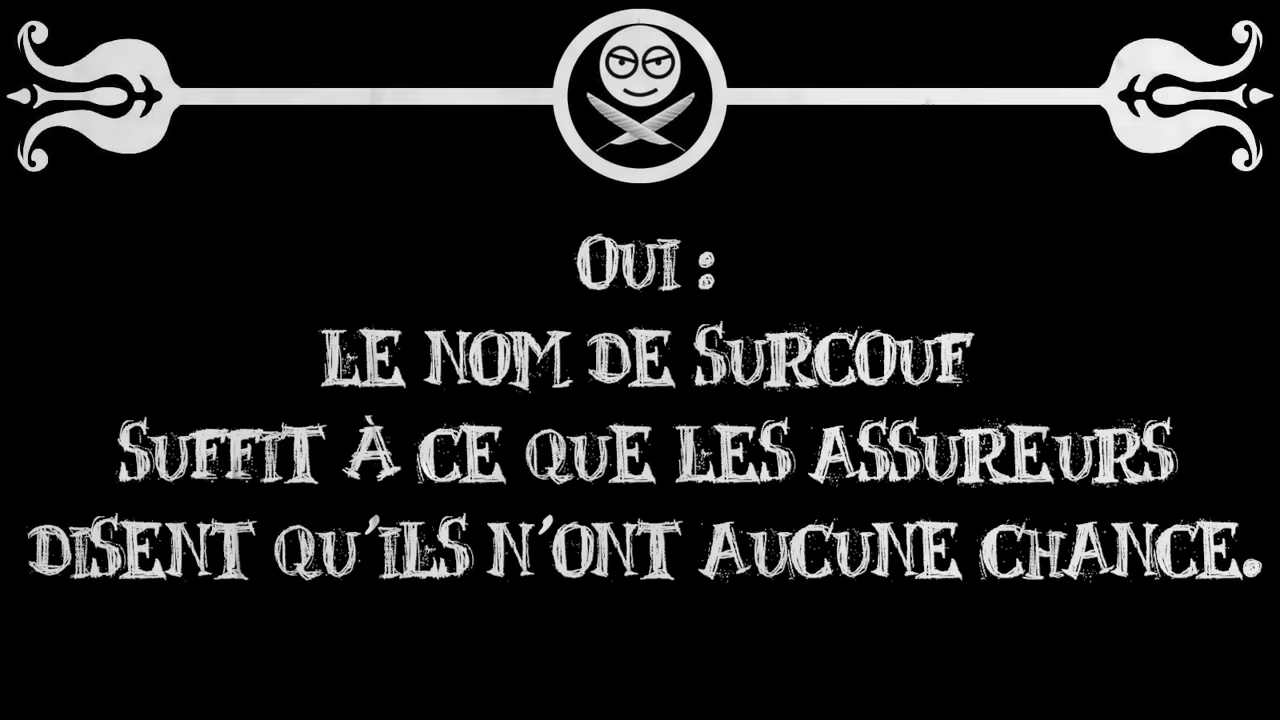 OUI :
LE NOM DE SURCOUF
SUFFIT À CE QUE LES ASSUREURS
DISENT QU'ILS N'ONT AUCUNE CHANCE.